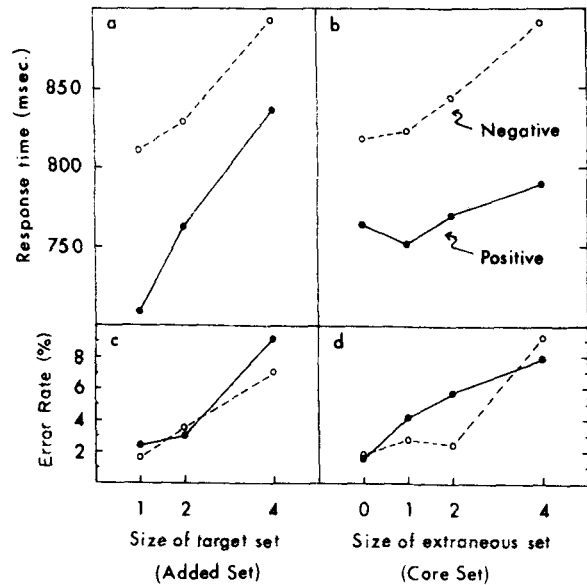 a
b
850
800
750
Response time (msec.)
Negative
Positive
c
d
8
6
4
2
Error Rate (%)
1 2 4
0 1 2 4
Size of target set
(Added Set)
Size of extraneous set
(Core Set)